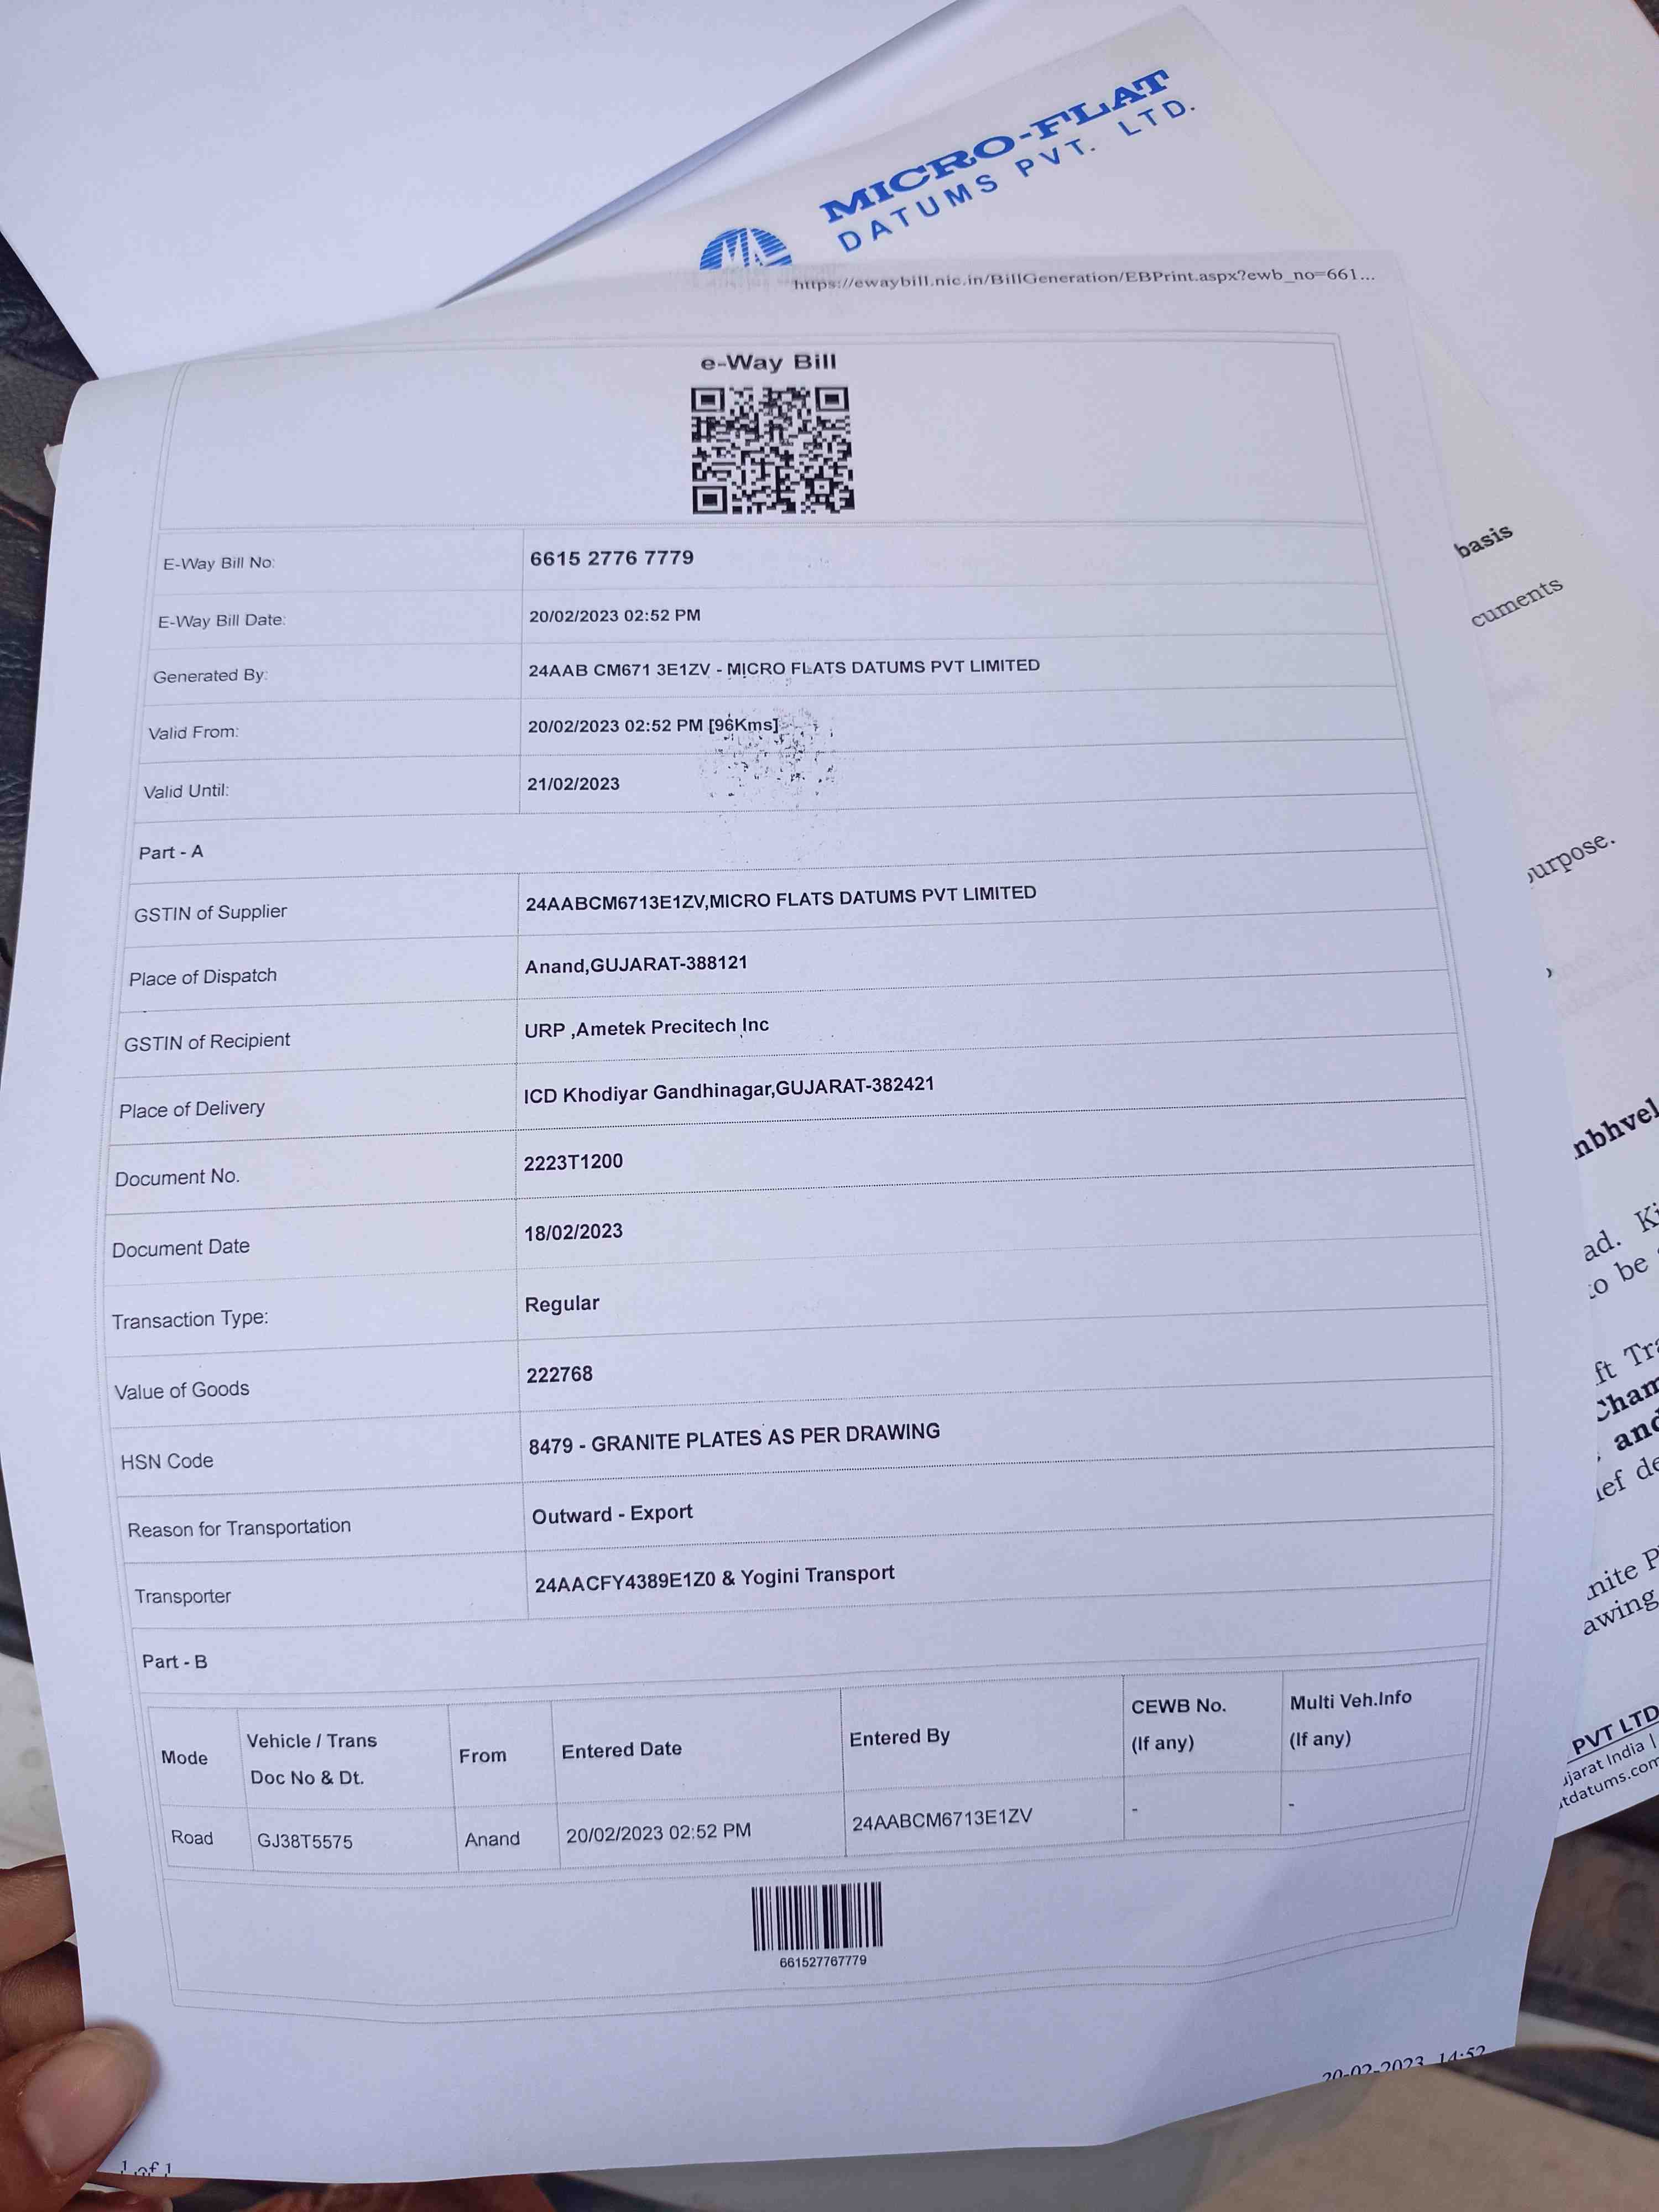 MICRO-FLAT
DATUMS PVT. LTD.
https://ewaybill.nic.in/BillGeneration/EBPrint.aspx?ewb_no=661...
e-Way Bill
E-Way Bill No: 6615 2776 7779
E-Way Bill Date: 20/02/2023 02:52 PM
Generated By: 24AAB CM671 3E1ZV - MICRO FLATS DATUMS PVT LIMITED
Valid From: 20/02/2023 02:52 PM [96Kms]
Valid Until: 21/02/2023
Part - A
GSTIN of Supplier 24AABCM6713E1ZV,MICRO FLATS DATUMS PVT LIMITED
Place of Dispatch Anand,GUJARAT-388121
GSTIN of Recipient URP ,Ametek Precitech Inc
Place of Delivery ICD Khodiyar Gandhinagar,GUJARAT-382421
Document No. 2223T1200
Document Date 18/02/2023
Transaction Type: Regular
Value of Goods 222768
HSN Code 8479 - GRANITE PLATES AS PER DRAWING
Reason for Transportation Outward - Export
Transporter 24AACFY4389E1Z0 & Yogini Transport
Part - B
Mode Vehicle / Trans Doc No & Dt. From Entered Date Entered By CEWB No. (If any) Multi Veh.Info (If any)
Road GJ38T5575 Anand 20/02/2023 02:52 PM 24AABCM6713E1ZV - -
661527767779
20-02-2023, 14:52
1 of 1
basis
cuments
purpose.
nbhvel
ad. Ki
to be
ft Tra
Cham
and
ief de
nite P
awing
PVT LTD
jarat India |
tdatums.com